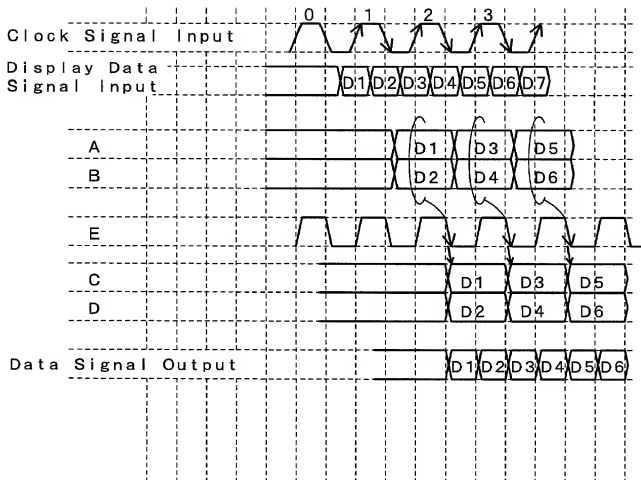 0 1 2 3
Clock Signal Input
Display Data
Signal Input
D1 D2 D3 D4 D5 D6 D7
A D1 D3 D5
B D2 D4 D6
E
C D1 D3 D5
D D2 D4 D6
Data Signal Output D1 D2 D3 D4 D5 D6